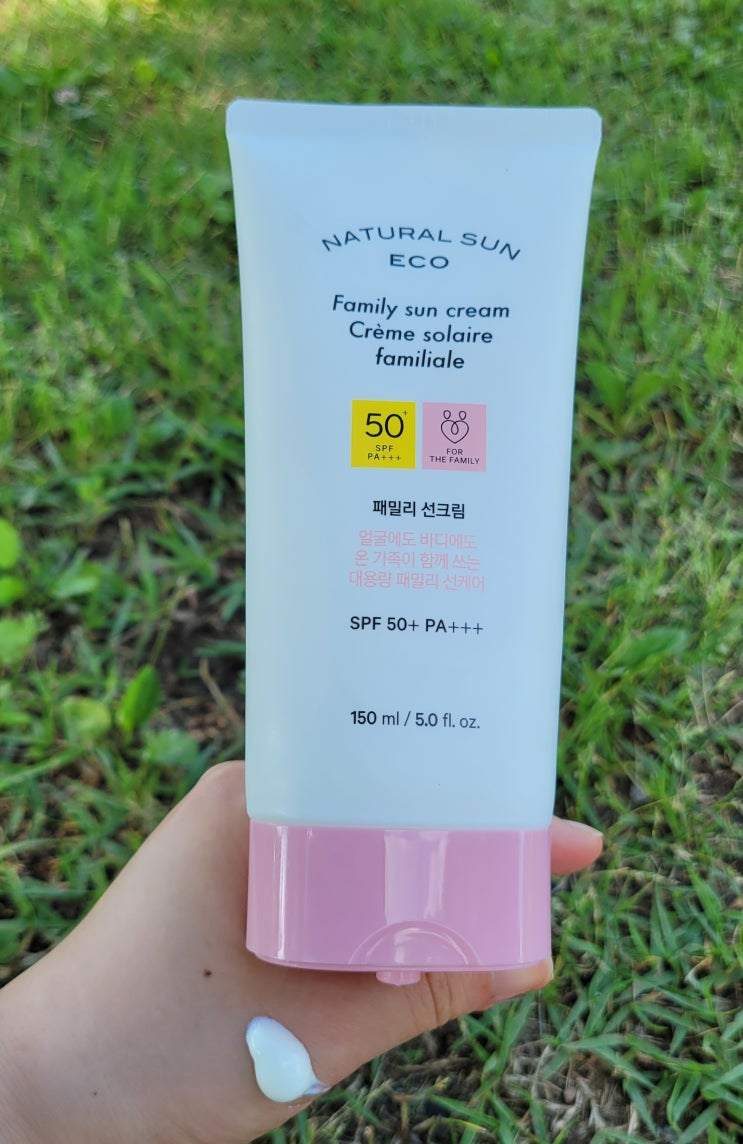 NATURAL SUN
ECO
Family sun cream
Crème solaire
familiale
50+
SPF
PA+++
FOR
THE FAMILY
패밀리 선크림
얼굴에도 바디에도
온 가족이 함께 쓰는
대용량 패밀리 선케어
SPF 50+ PA+++
150 ml / 5.0 fl. oz.